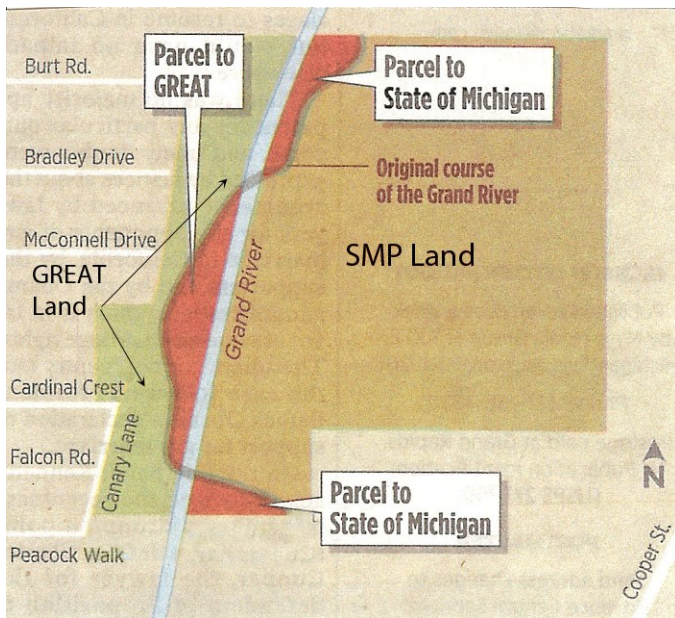 Burt Rd.
Parcel to
GREAT
Parcel to
State of Michigan
Bradley Drive
Original course
of the Grand River
McConnell Drive
GREAT
Land
SMP Land
Grand River
Cardinal Crest
Canary Lane
Falcon Rd.
N
Parcel to
State of Michigan
Peacock Walk
Cooper St.